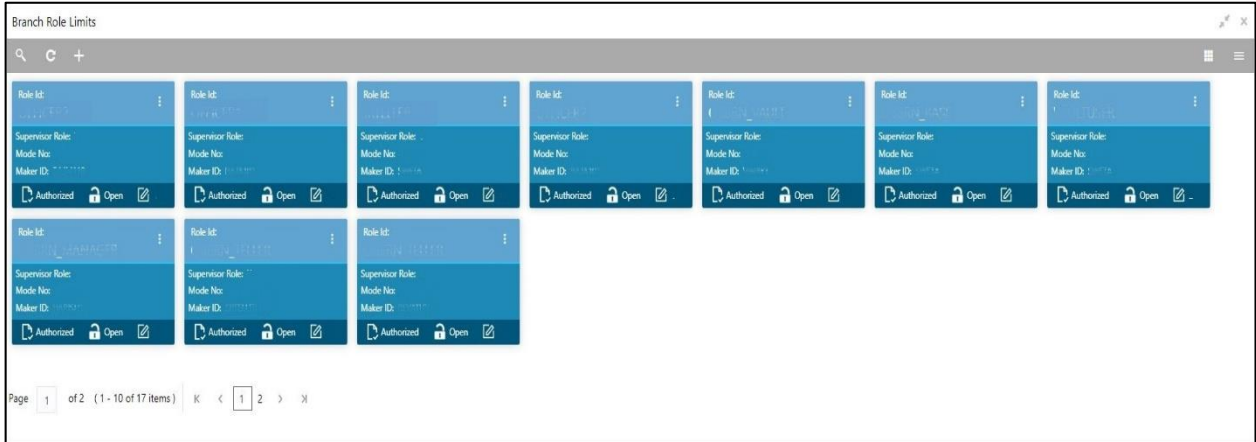 Branch Role Limits
Role Id:
Supervisor Role:
Mode No:
Maker ID:
Authorized Open
Role Id:
Supervisor Role:
Mode No:
Maker ID:
Authorized Open
Role Id:
Supervisor Role:
Mode No:
Maker ID:
Authorized Open
Role Id:
Supervisor Role:
Mode No:
Maker ID:
Authorized Open
Role Id:
Supervisor Role:
Mode No:
Maker ID:
Authorized Open
Role Id:
Supervisor Role:
Mode No:
Maker ID:
Authorized Open
Role Id:
Supervisor Role:
Mode No:
Maker ID:
Authorized Open
Role Id:
Supervisor Role:
Mode No:
Maker ID:
Authorized Open
Role Id:
Supervisor Role:
Mode No:
Maker ID:
Authorized Open
Role Id:
Supervisor Role:
Mode No:
Maker ID:
Authorized Open
Page 1 of 2 (1 - 10 of 17 items) 1 2